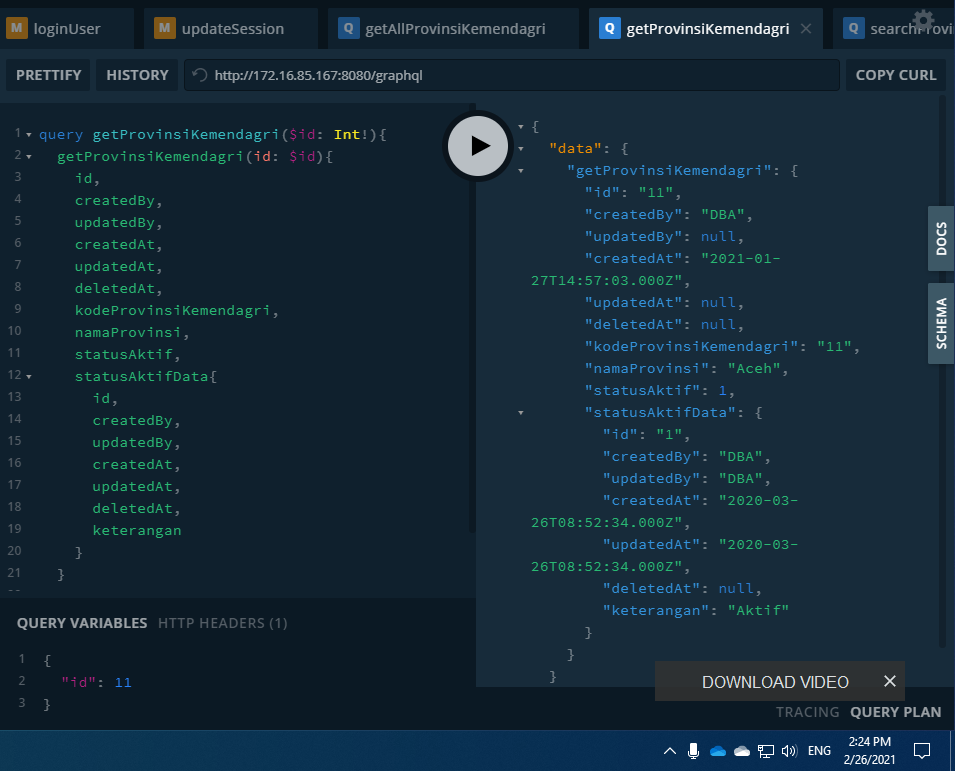 M loginUser
M updateSession
Q getAllProvinsiKemendagri
Q getProvinsiKemendagri
Q
PRETTIFY HISTORY http://172.16.85.167:8080/graphql COPY CURL
1 query getProvinsiKemendagri($id: Int!){
2 getProvinsiKemendagri(id: $id){
3 id,
4 createdBy,
5 updatedBy,
6 createdAt,
7 updatedAt,
8 deletedAt,
9 kodeProvinsiKemendagri,
10 namaProvinsi,
11 statusAktif,
12 statusAktifData{
13 id,
14 createdBy,
15 updatedBy,
16 createdAt,
17 updatedAt,
18 deletedAt,
19 keterangan
20 }
21 }
{
"data": {
"getProvinsiKemendagri": {
"id": "11",
"createdBy": "DBA",
"updatedBy": null,
"createdAt": "2021-01-
27T14:57:03.000Z",
"updatedAt": null,
"deletedAt": null,
"kodeProvinsiKemendagri": "11",
"namaProvinsi": "Aceh",
"statusAktif": 1,
"statusAktifData": {
"id": "1",
"createdBy": "DBA",
"updatedBy": "DBA",
"createdAt": "2020-03-
26T08:52:34.000Z",
"updatedAt": "2020-03-
26T08:52:34.000Z",
"deletedAt": null,
"keterangan": "Aktif"
}
}
}
DOCS
SCHEMA
QUERY VARIABLES HTTP HEADERS (1)
1 {
2 "id": 11
3 }
DOWNLOAD VIDEO
TRACING QUERY PLAN
ENG
2:24 PM
2/26/2021